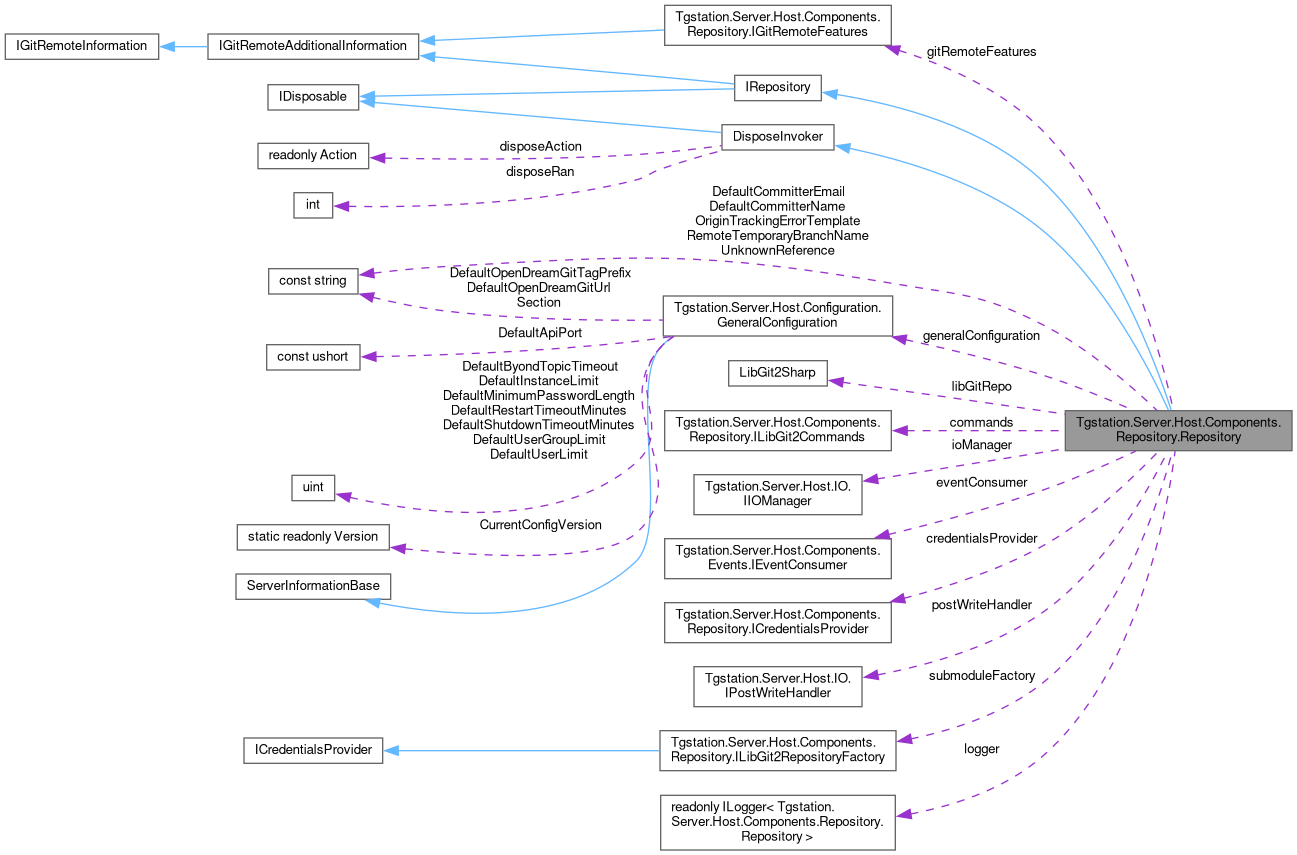 Tgstation.Server.Host.Components.
Repository.IGitRemoteFeatures
IGitRemoteInformation
IGitRemoteAdditionalInformation
gitRemoteFeatures
IDisposable
IRepository
DisposeInvoker
readonly Action
disposeAction
disposeRan
int
DefaultCommitterEmail
DefaultCommitterName
OriginTrackingErrorTemplate
RemoteTemporaryBranchName
UnknownReference
const string
DefaultOpenDreamGitTagPrefix
DefaultOpenDreamGitUrl
Section
Tgstation.Server.Host.Configuration.
GeneralConfiguration
generalConfiguration
const ushort
DefaultApiPort
DefaultByondTopicTimeout
DefaultInstanceLimit
DefaultMinimumPasswordLength
DefaultRestartTimeoutMinutes
DefaultShutdownTimeoutMinutes
DefaultUserGroupLimit
DefaultUserLimit
LibGit2Sharp
libGitRepo
Tgstation.Server.Host.Components.
Repository.ILibGit2Commands
commands
Tgstation.Server.Host.Components.
Repository.Repository
ioManager
uint
Tgstation.Server.Host.IO.
IIOManager
eventConsumer
static readonly Version
CurrentConfigVersion
Tgstation.Server.Host.Components.
Events.IEventConsumer
credentialsProvider
ServerInformationBase
Tgstation.Server.Host.Components.
Repository.ICredentialsProvider
postWriteHandler
Tgstation.Server.Host.IO.
IPostWriteHandler
submoduleFactory
ICredentialsProvider
Tgstation.Server.Host.Components.
Repository.ILibGit2RepositoryFactory
logger
readonly ILogger< Tgstation.
Server.Host.Components.Repository.
Repository >